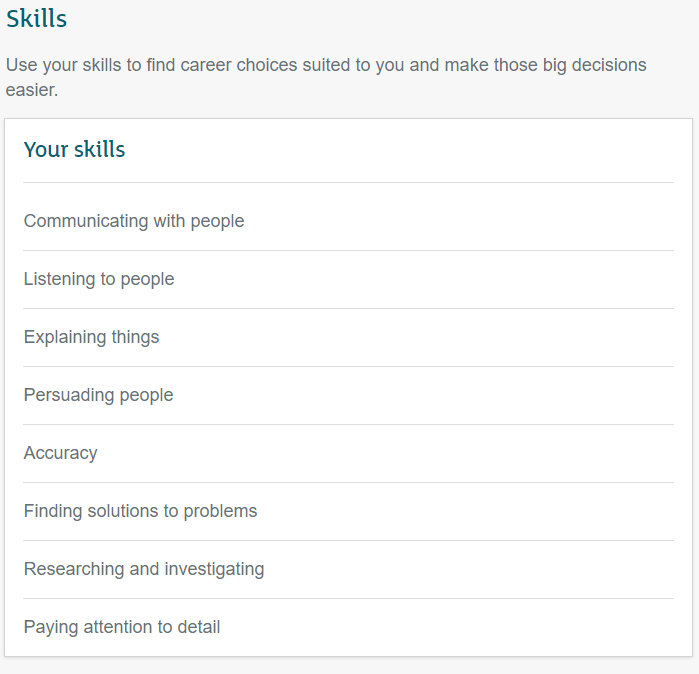 Skills
Use your skills to find career choices suited to you and make those big decisions
easier.
Your skills
Communicating with people
Listening to people
Explaining things
Persuading people
Accuracy
Finding solutions to problems
Researching and investigating
Paying attention to detail